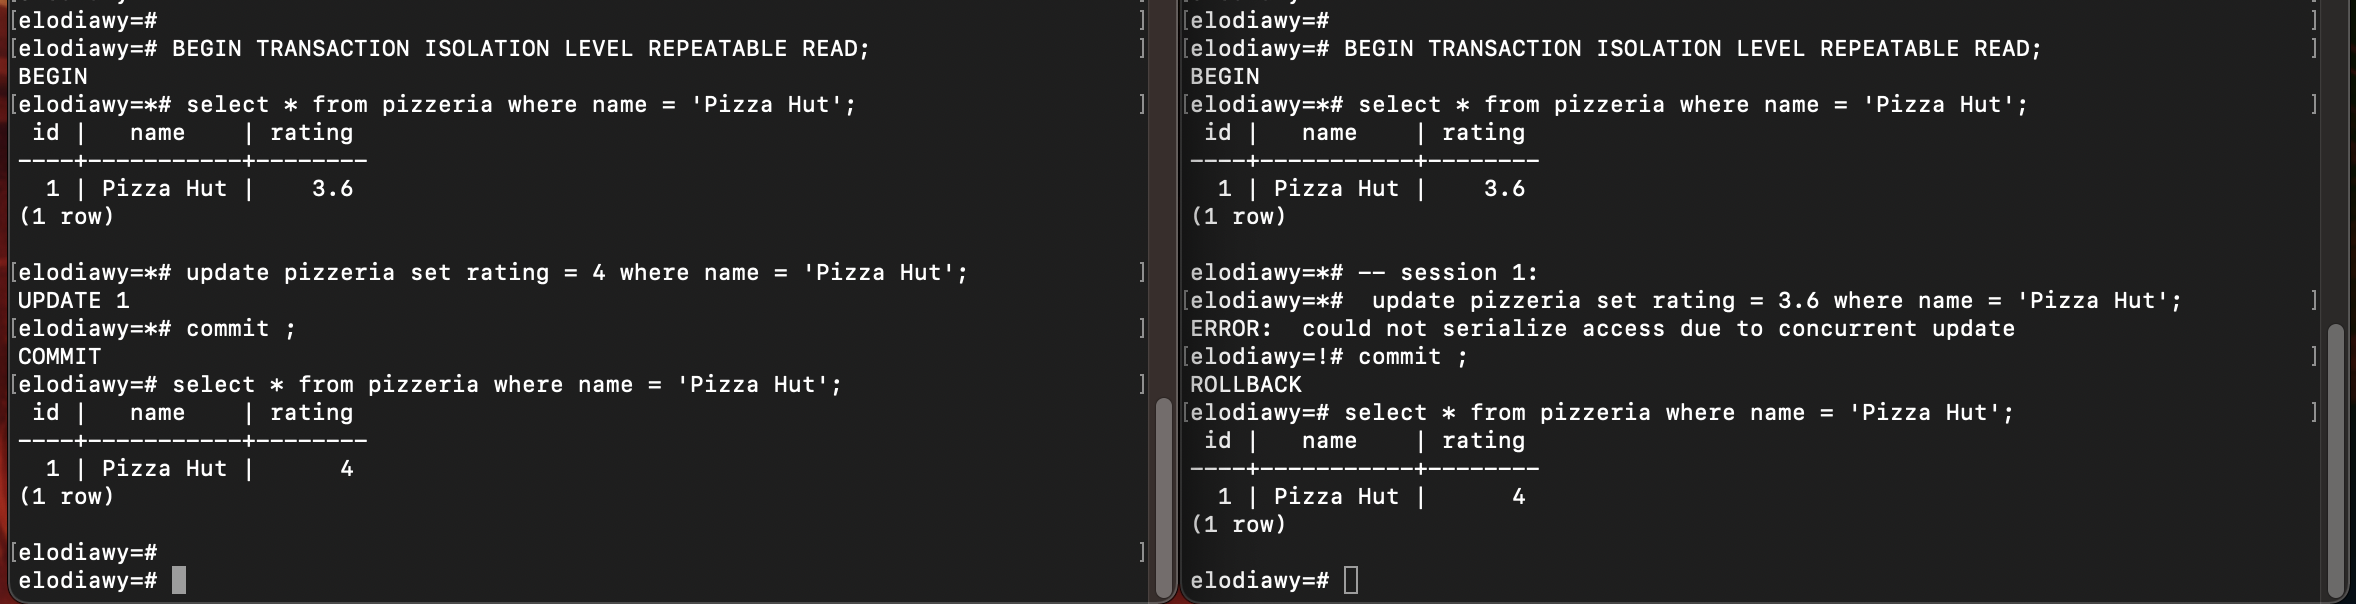 elodiawy=#
elodiawy=# BEGIN TRANSACTION ISOLATION LEVEL REPEATABLE READ;
BEGIN
elodiawy=*# select * from pizzeria where name = 'Pizza Hut';
 id |   name    | rating
----+-----------+--------
  1 | Pizza Hut |    3.6
(1 row)

elodiawy=*# update pizzeria set rating = 4 where name = 'Pizza Hut';
UPDATE 1
elodiawy=*# commit ;
COMMIT
elodiawy=# select * from pizzeria where name = 'Pizza Hut';
 id |   name    | rating
----+-----------+--------
  1 | Pizza Hut |      4
(1 row)

elodiawy=#
elodiawy=#
elodiawy=#
elodiawy=# BEGIN TRANSACTION ISOLATION LEVEL REPEATABLE READ;
BEGIN
elodiawy=*# select * from pizzeria where name = 'Pizza Hut';
 id |   name    | rating
----+-----------+--------
  1 | Pizza Hut |    3.6
(1 row)

elodiawy=*# -- session 1:
elodiawy=*#  update pizzeria set rating = 3.6 where name = 'Pizza Hut';
ERROR:  could not serialize access due to concurrent update
elodiawy=!# commit ;
ROLLBACK
elodiawy=# select * from pizzeria where name = 'Pizza Hut';
 id |   name    | rating
----+-----------+--------
  1 | Pizza Hut |      4
(1 row)

elodiawy=#